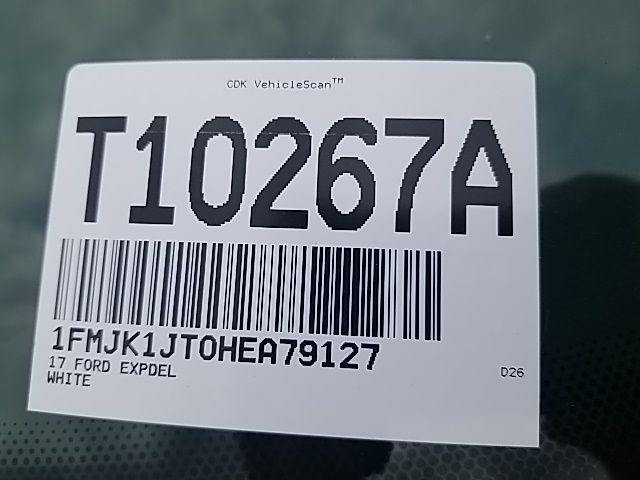 CDK VehicleScan™
T10267A
1FMJK1JT0HEA79127
17 FORD EXPDEL
WHITE
D26